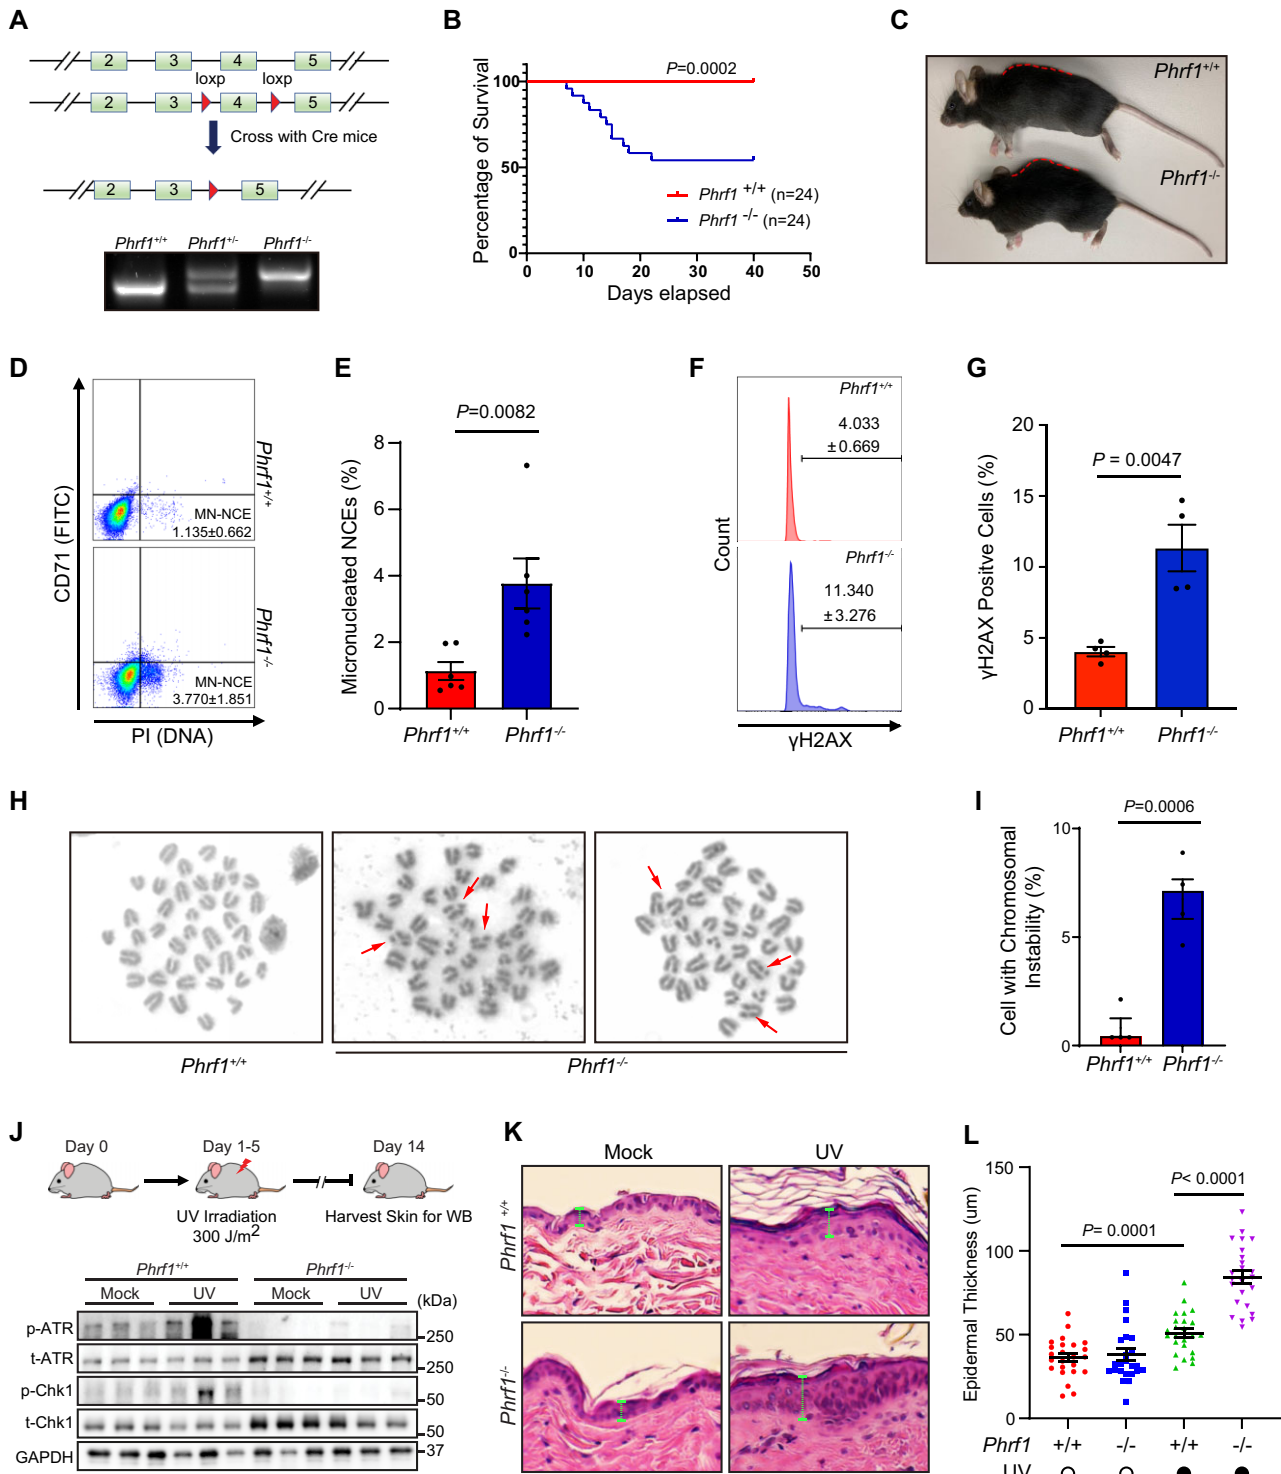 A
2 3 4 5
loxp loxp
2 3 4 5
Cross with Cre mice
2 3 5
Phrf1+/+ Phrf1+/- Phrf1-/-
B
Percentage of Survival
P=0.0002
100
50
0
Phrf1 +/+ (n=24)
Phrf1 -/- (n=24)
0 10 20 30 40 50
Days elapsed
C
Phrf1+/+
Phrf1-/-
D
CD71 (FITC)
MN-NCE
1.135±0.662
Phrf1+/+
MN-NCE
3.770±1.851
Phrf1-/-
PI (DNA)
E
Micronucleated NCEs (%)
P=0.0082
8
6
4
2
0
Phrf1+/+ Phrf1-/-
F
Count
Phrf1+/+
4.033
±0.669
Phrf1-/-
11.340
±3.276
γH2AX
G
γH2AX Positve Cells (%)
P = 0.0047
20
15
10
5
0
Phrf1+/+ Phrf1-/-
H
Phrf1+/+ Phrf1-/-
I
Cell with Chromosomal
Instability (%)
P=0.0006
10
5
0
Phrf1+/+ Phrf1-/-
J
Day 0 Day 1-5 Day 14
UV Irradiation
300 J/m2
Harvest Skin for WB
Phrf1+/+ Phrf1-/-
Mock UV Mock UV (kDa)
p-ATR 250
t-ATR 250
p-Chk1 50
t-Chk1 50
GAPDH 37
K
Mock UV
Phrf1 +/+
Phrf1-/-
L
Epidermal Thickness (um)
P< 0.0001
P= 0.0001
150
100
50
0
Phrf1 +/+ -/- +/+ -/-
UV